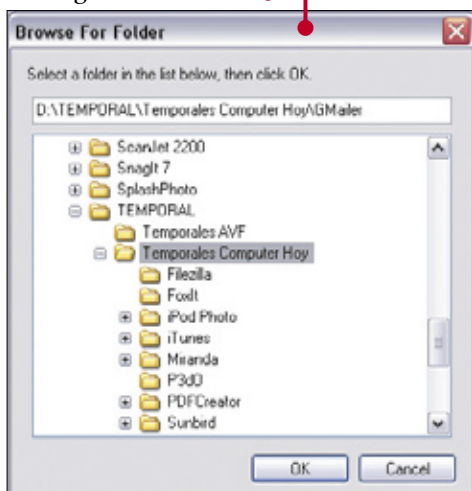 Browse For Folder
Select a folder in the list below, then click OK.
D:\TEMPORAL\Temporales Computer Hoy\GMailer
ScanJet 2200
SnagIt 7
SplashPhoto
TEMPORAL
Temporales AVF
Temporales Computer Hoy
Filezilla
FoxIt
iPod Photo
iTunes
Miranda
P3dO
PDFCreator
Sunbird
OK
Cancel